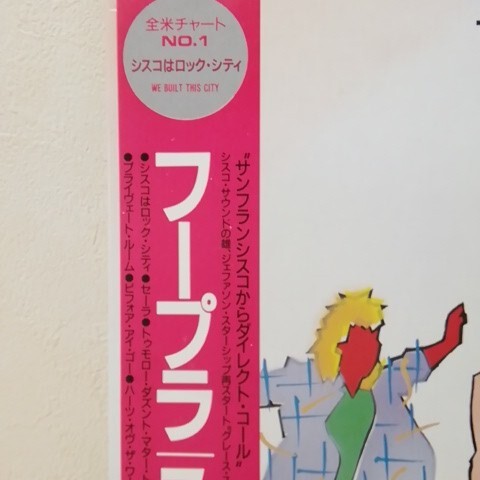 全米チャート
NO.1
シスコはロック・シティ
WE BUILT THIS CITY
"サンフランシスコからダイレクト・コール"
シスコ・サウンドの雄、ジェファソン・スターシップ再スタート。グレース・ス
フープラ
●シスコはロック・シティ●セーラ●トゥモロー・ダズント・マター・ト
●プライヴェート・ルーム●ビフォア・アイ・ゴー●ハーツ・オヴ・ザ・ワ